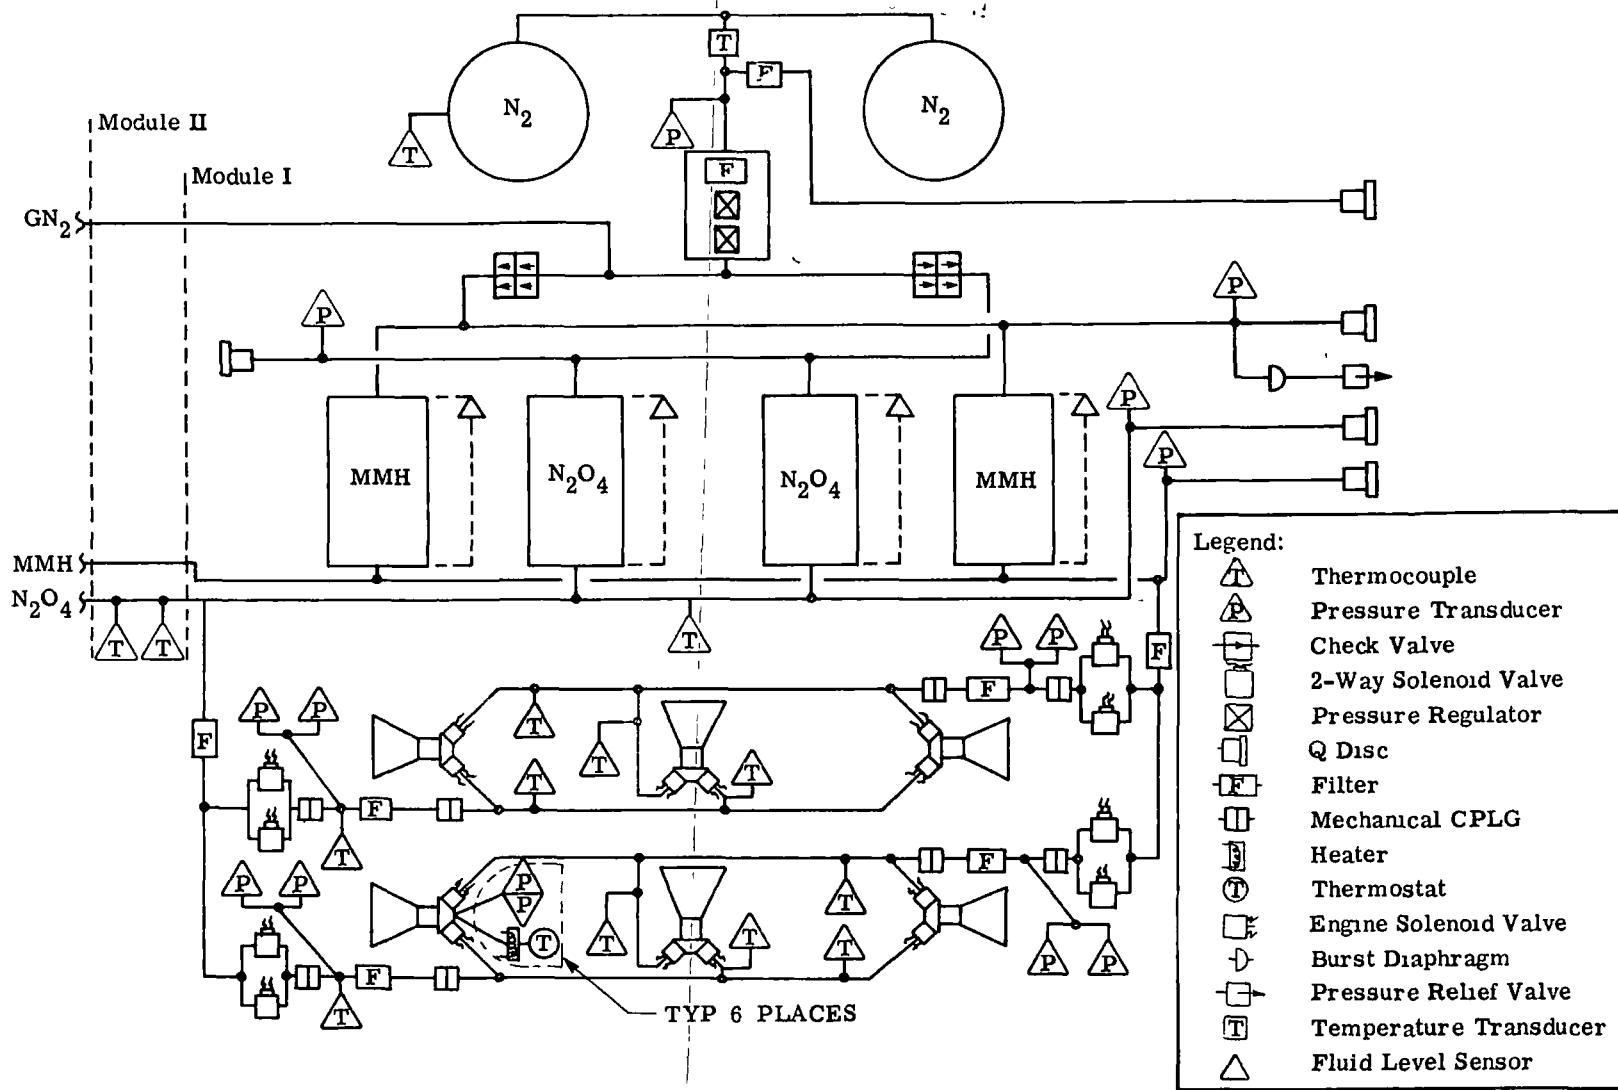 T
N2
N2
F
Module II
P
T
F
Module I
GN2
P
P
P
P
MMH
N2O4
N2O4
MMH
MMH
N2O4
T
T
T
P
P
F
P
P
F
F
T
T
T
T
F
T
P
P
F
P
P
T
T
T
T
T
P
P
T
F
P
P
F
T
TYP 6 PLACES
Legend:
T Thermocouple
P Pressure Transducer
Check Valve
2-Way Solenoid Valve
Pressure Regulator
Q Disc
F Filter
Mechanical CPLG
Heater
T Thermostat
Engine Solenoid Valve
Burst Diaphragm
Pressure Relief Valve
T Temperature Transducer
Fluid Level Sensor